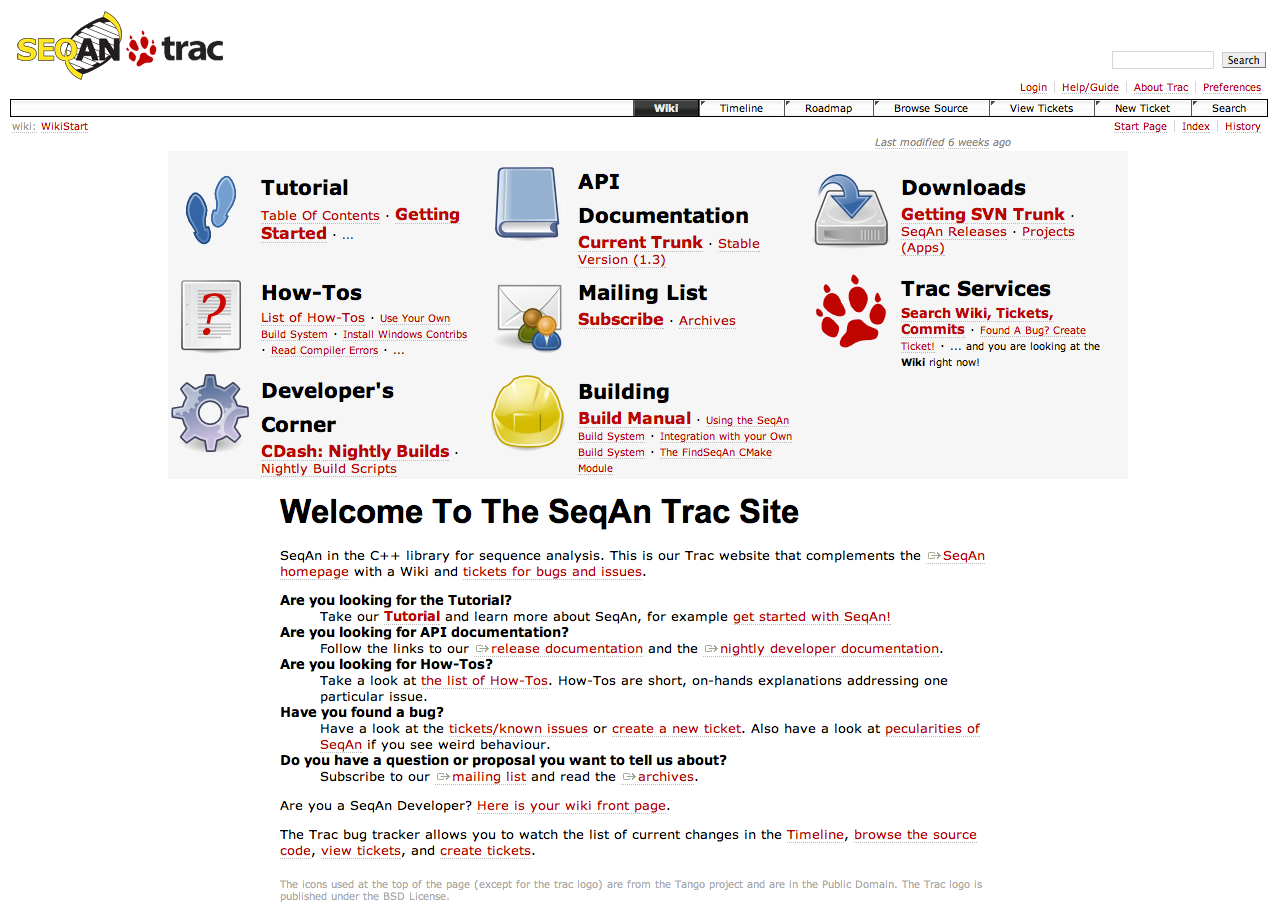 SEQAN trac
Search
Login Help/Guide About Trac Preferences
Wiki Timeline Roadmap Browse Source View Tickets New Ticket Search
wiki: WikiStart Start Page Index History
Last modified 6 weeks ago
Tutorial
Table Of Contents · Getting
Started · ...
API
Documentation
Current Trunk · Stable
Version (1.3)
Downloads
Getting SVN Trunk ·
SeqAn Releases · Projects
(Apps)
How-Tos
List of How-Tos · Use Your Own
Build System · Install Windows Contribs
· Read Compiler Errors · ...
Mailing List
Subscribe · Archives
Trac Services
Search Wiki, Tickets,
Commits · Found A Bug? Create
Ticket! · ... and you are looking at the
Wiki right now!
Developer's
Corner
CDash: Nightly Builds ·
Nightly Build Scripts
Building
Build Manual · Using the SeqAn
Build System · Integration with your Own
Build System · The FindSeqAn CMake
Module
Welcome To The SeqAn Trac Site
SeqAn in the C++ library for sequence analysis. This is our Trac website that complements the SeqAn
homepage with a Wiki and tickets for bugs and issues.
Are you looking for the Tutorial?
Take our Tutorial and learn more about SeqAn, for example get started with SeqAn!
Are you looking for API documentation?
Follow the links to our release documentation and the nightly developer documentation.
Are you looking for How-Tos?
Take a look at the list of How-Tos. How-Tos are short, on-hands explanations addressing one
particular issue.
Have you found a bug?
Have a look at the tickets/known issues or create a new ticket. Also have a look at pecularities of
SeqAn if you see weird behaviour.
Do you have a question or proposal you want to tell us about?
Subscribe to our mailing list and read the archives.
Are you a SeqAn Developer? Here is your wiki front page.
The Trac bug tracker allows you to watch the list of current changes in the Timeline, browse the source
code, view tickets, and create tickets.
The icons used at the top of the page (except for the trac logo) are from the Tango project and are in the Public Domain. The Trac logo is
published under the BSD License.